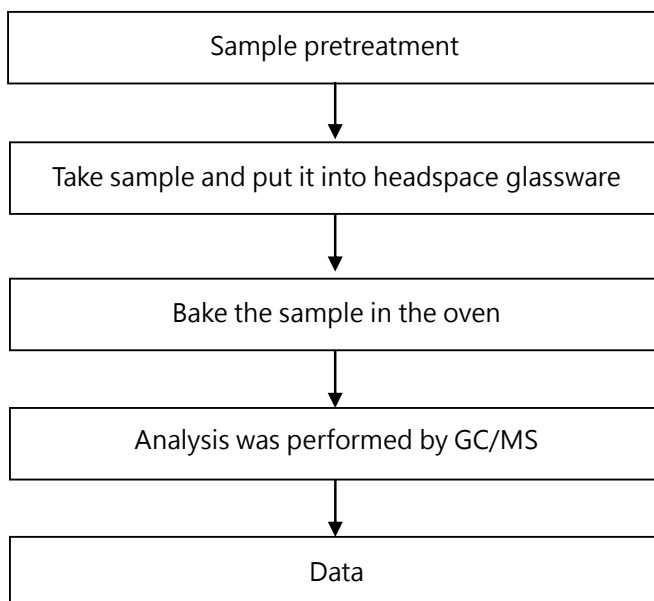 Sample pretreatment
Take sample and put it into headspace glassware
Bake the sample in the oven
Analysis was performed by GC/MS
Data